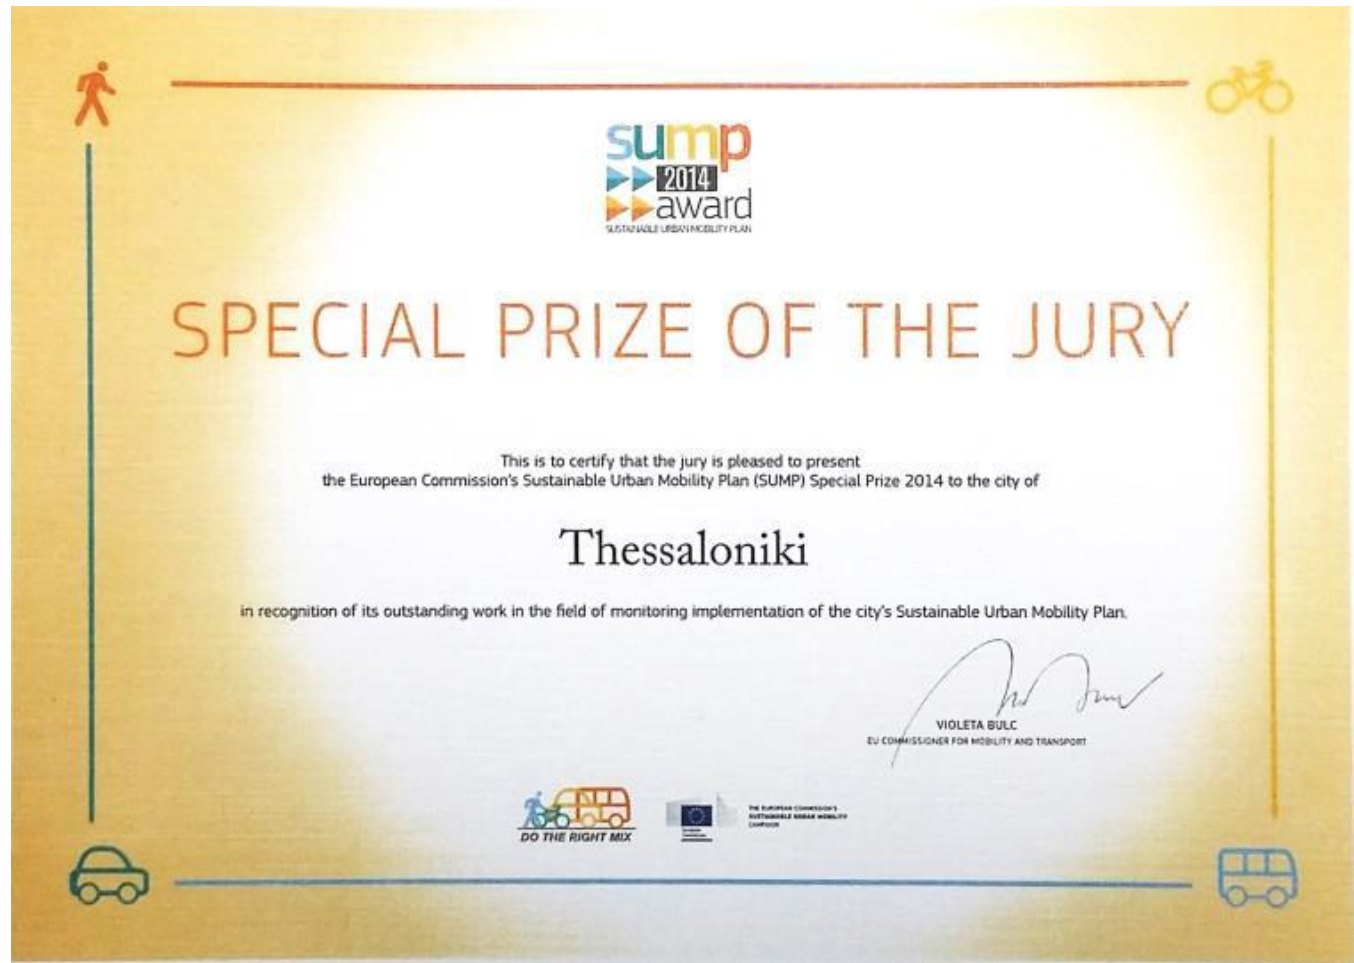 sump
2014
award
SUSTAINABLE URBAN MOBILITY PLAN
SPECIAL PRIZE OF THE JURY
This is to certify that the jury is pleased to present
the European Commission's Sustainable Urban Mobility Plan (SUMP) Special Prize 2014 to the city of
Thessaloniki
in recognition of its outstanding work in the field of monitoring implementation of the city's Sustainable Urban Mobility Plan.
VIOLETA BULC
EU COMMISSIONER FOR MOBILITY AND TRANSPORT
DO THE RIGHT MIX
THE EUROPEAN COMMISSION'S
SUSTAINABLE URBAN MOBILITY
CAMPAIGN